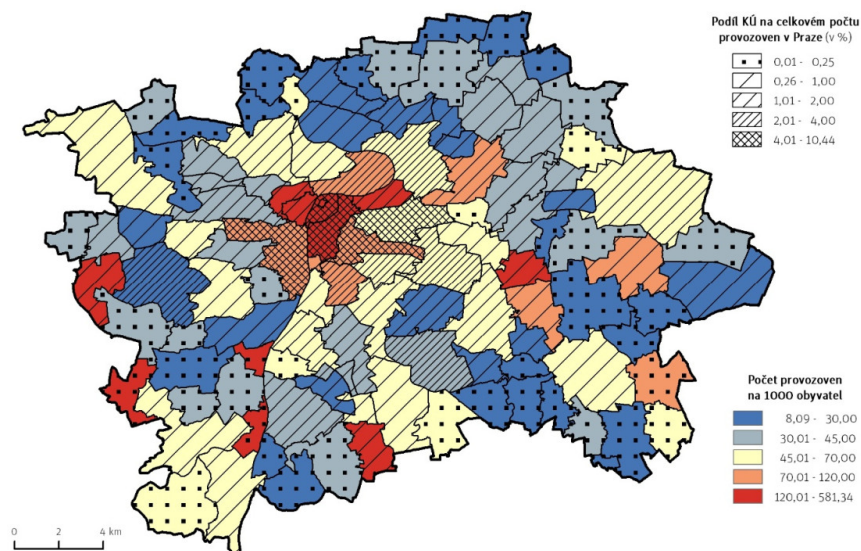 Podíl KÚ na celkovém počtu
provozoven v Praze (v %)
0,01 - 0,25
0,26 - 1,00
1,01 - 2,00
2,01 - 4,00
4,01 - 10,44
Počet provozoven
na 1000 obyvatel
8,09 - 30,00
30,01 - 45,00
45,01 - 70,00
70,01 - 120,00
120,01 - 581,34
0 2 4 km